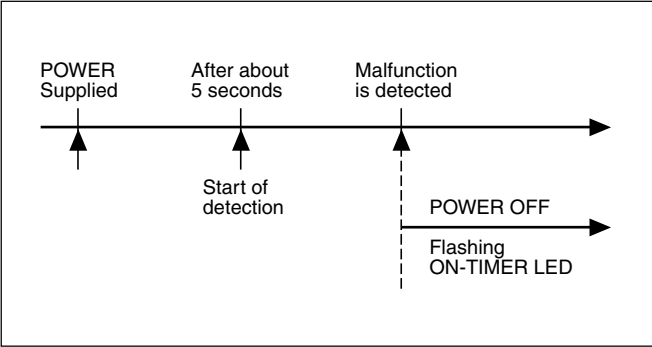 POWER
Supplied
After about
5 seconds
Malfunction
is detected
Start of
detection
POWER OFF
Flashing
ON-TIMER LED